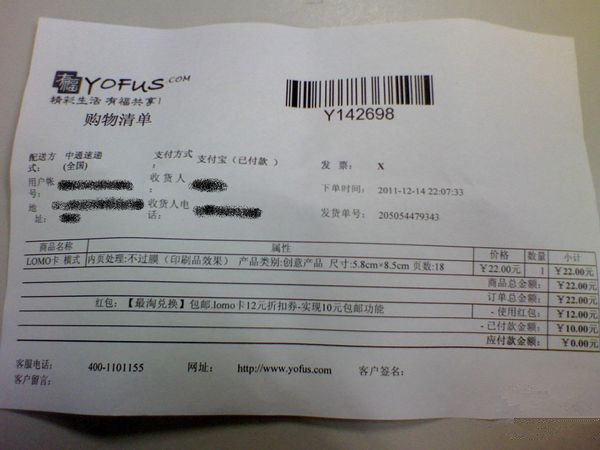 有福 YOFUS.COM
精彩生活 有福共享!
购物清单
Y142698
配送方式: 中通速递(全国) 支付方式: 支付宝(已付款) 发票: X
用户帐号: 收货人: 下单时间: 2011-12-14 22:07:33
地址: 收货人电话: 发货单号: 205054479343
商品名称 属性 价格 数量 小计
LOMO卡 横式 内页处理:不过膜(印刷品效果) 产品类别:创意产品 尺寸:5.8cm×8.5cm 页数:18 ￥22.00元 1 ￥22.00元
商品总金额: ￥22.00元
订单总金额: ￥22.00元
红包: 【最淘兑换】包邮.lomo卡12元折扣券-实现10元包邮功能 - 使用红包: ￥12.00元
- 已付款金额: ￥10.00元
应付款金额: ￥0.00元
客服电话: 400-1101155 网址: http://www.yofus.com 客户签名:
客户留言: